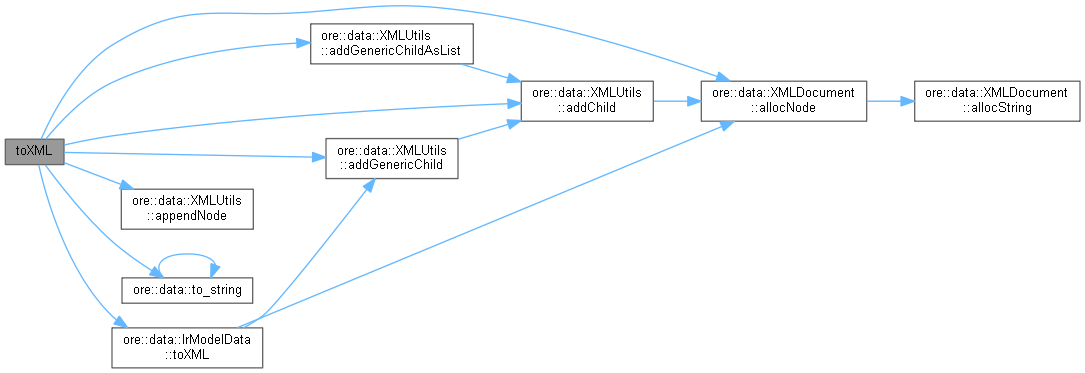 ore::data::XMLUtils
::addGenericChildAsList
ore::data::XMLUtils
::addChild
ore::data::XMLDocument
::allocNode
ore::data::XMLDocument
::allocString
toXML
ore::data::XMLUtils
::addGenericChild
ore::data::XMLUtils
::appendNode
ore::data::to_string
ore::data::IrModelData
::toXML